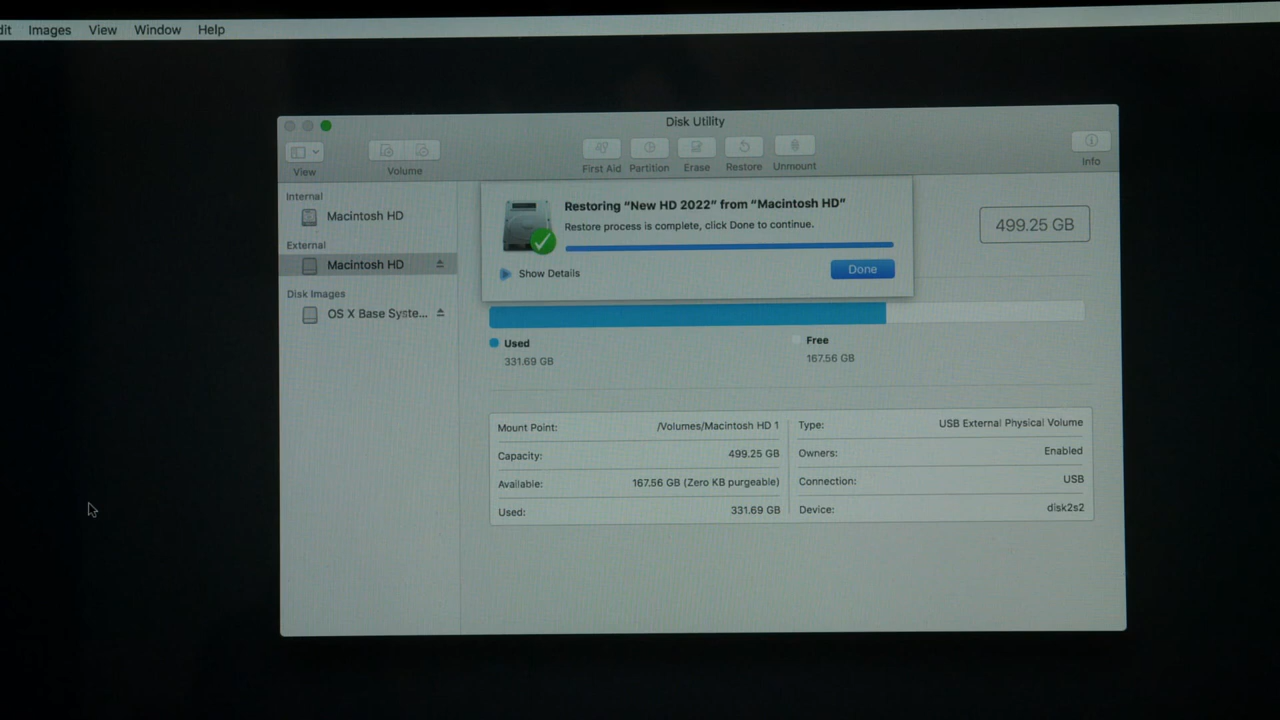 dit Images View Window Help
Disk Utility
View
Volume
First Aid Partition Erase Restore Unmount
Info
Internal
Macintosh HD
External
Macintosh HD
Disk Images
OS X Base Syste...
Restoring “New HD 2022” from “Macintosh HD”
Restore process is complete, click Done to continue.
Show Details
Done
499.25 GB
Used
331.69 GB
Free
167.56 GB
Mount Point: /Volumes/Macintosh HD 1
Capacity: 499.25 GB
Available: 167.56 GB (Zero KB purgeable)
Used: 331.69 GB
Type: USB External Physical Volume
Owners: Enabled
Connection: USB
Device: disk2s2